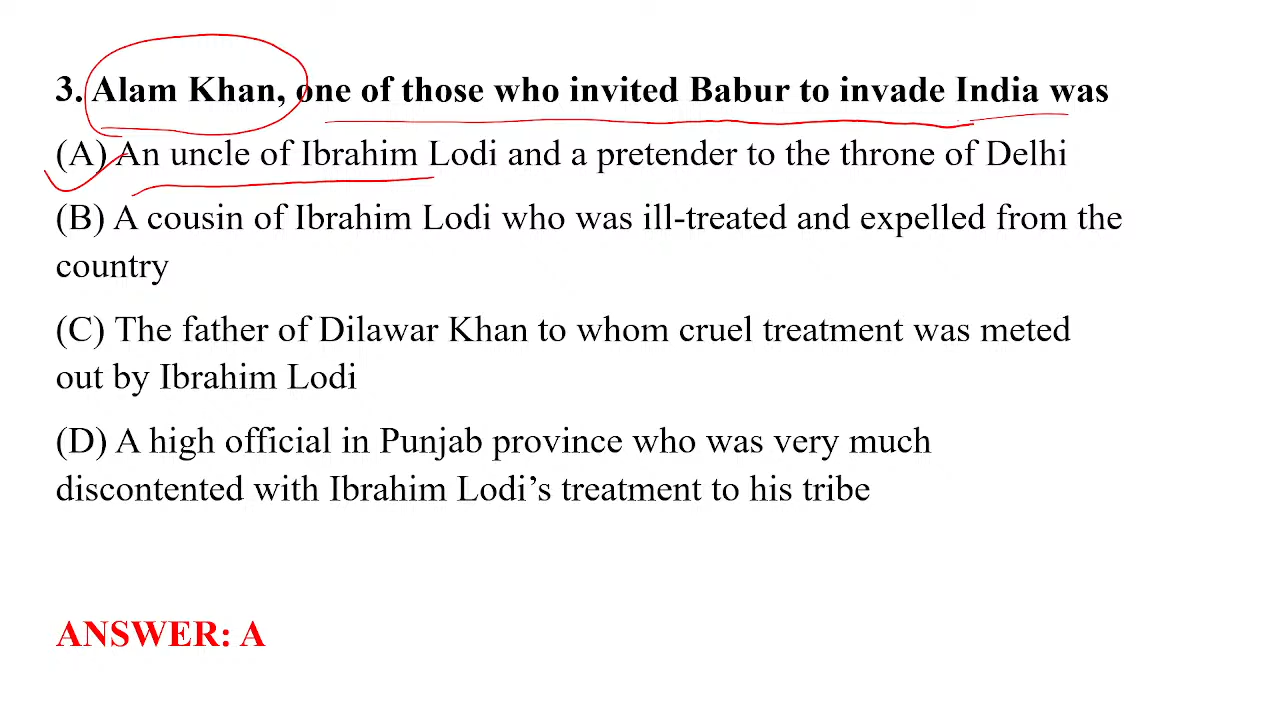 3. Alam Khan, one of those who invited Babur to invade India was
(A) An uncle of Ibrahim Lodi and a pretender to the throne of Delhi
(B) A cousin of Ibrahim Lodi who was ill-treated and expelled from the
country
(C) The father of Dilawar Khan to whom cruel treatment was meted
out by Ibrahim Lodi
(D) A high official in Punjab province who was very much
discontented with Ibrahim Lodi’s treatment to his tribe
ANSWER: A